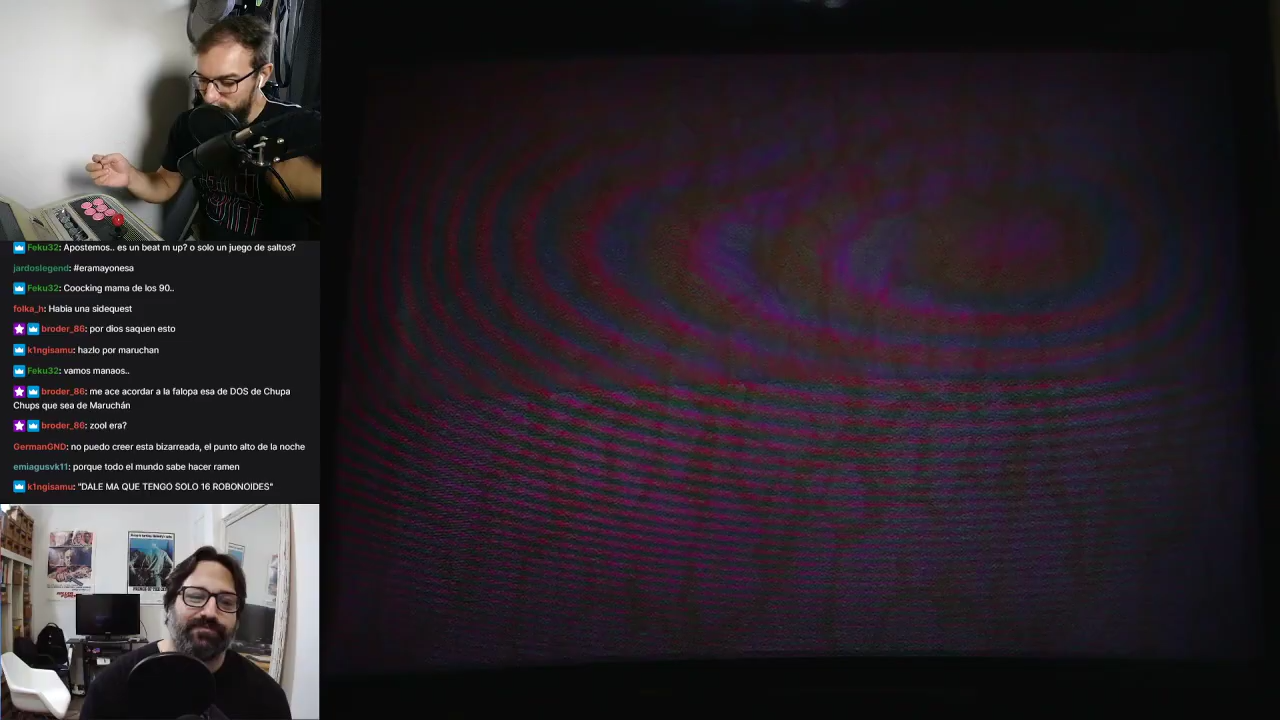 Feku32: Apostemos.. es un beat m up? o solo un juego de saltos?
jardoslegend: #eramayonesa
Feku32: Coocking mama de los 90..
folka_h: Habia una sidequest
broder_86: por dios saquen esto
k1ngisamu: hazlo por maruchan
Feku32: vamos manaos..
broder_86: me ace acordar a la falopa esa de DOS de Chupa
Chups que sea de Maruchán
broder_86: zool era?
GermanGND: no puedo creer esta bizarreada, el punto alto de la noche
emiagusvk11: porque todo el mundo sabe hacer ramen
k1ngisamu: "DALE MA QUE TENGO SOLO 16 ROBONOIDES"